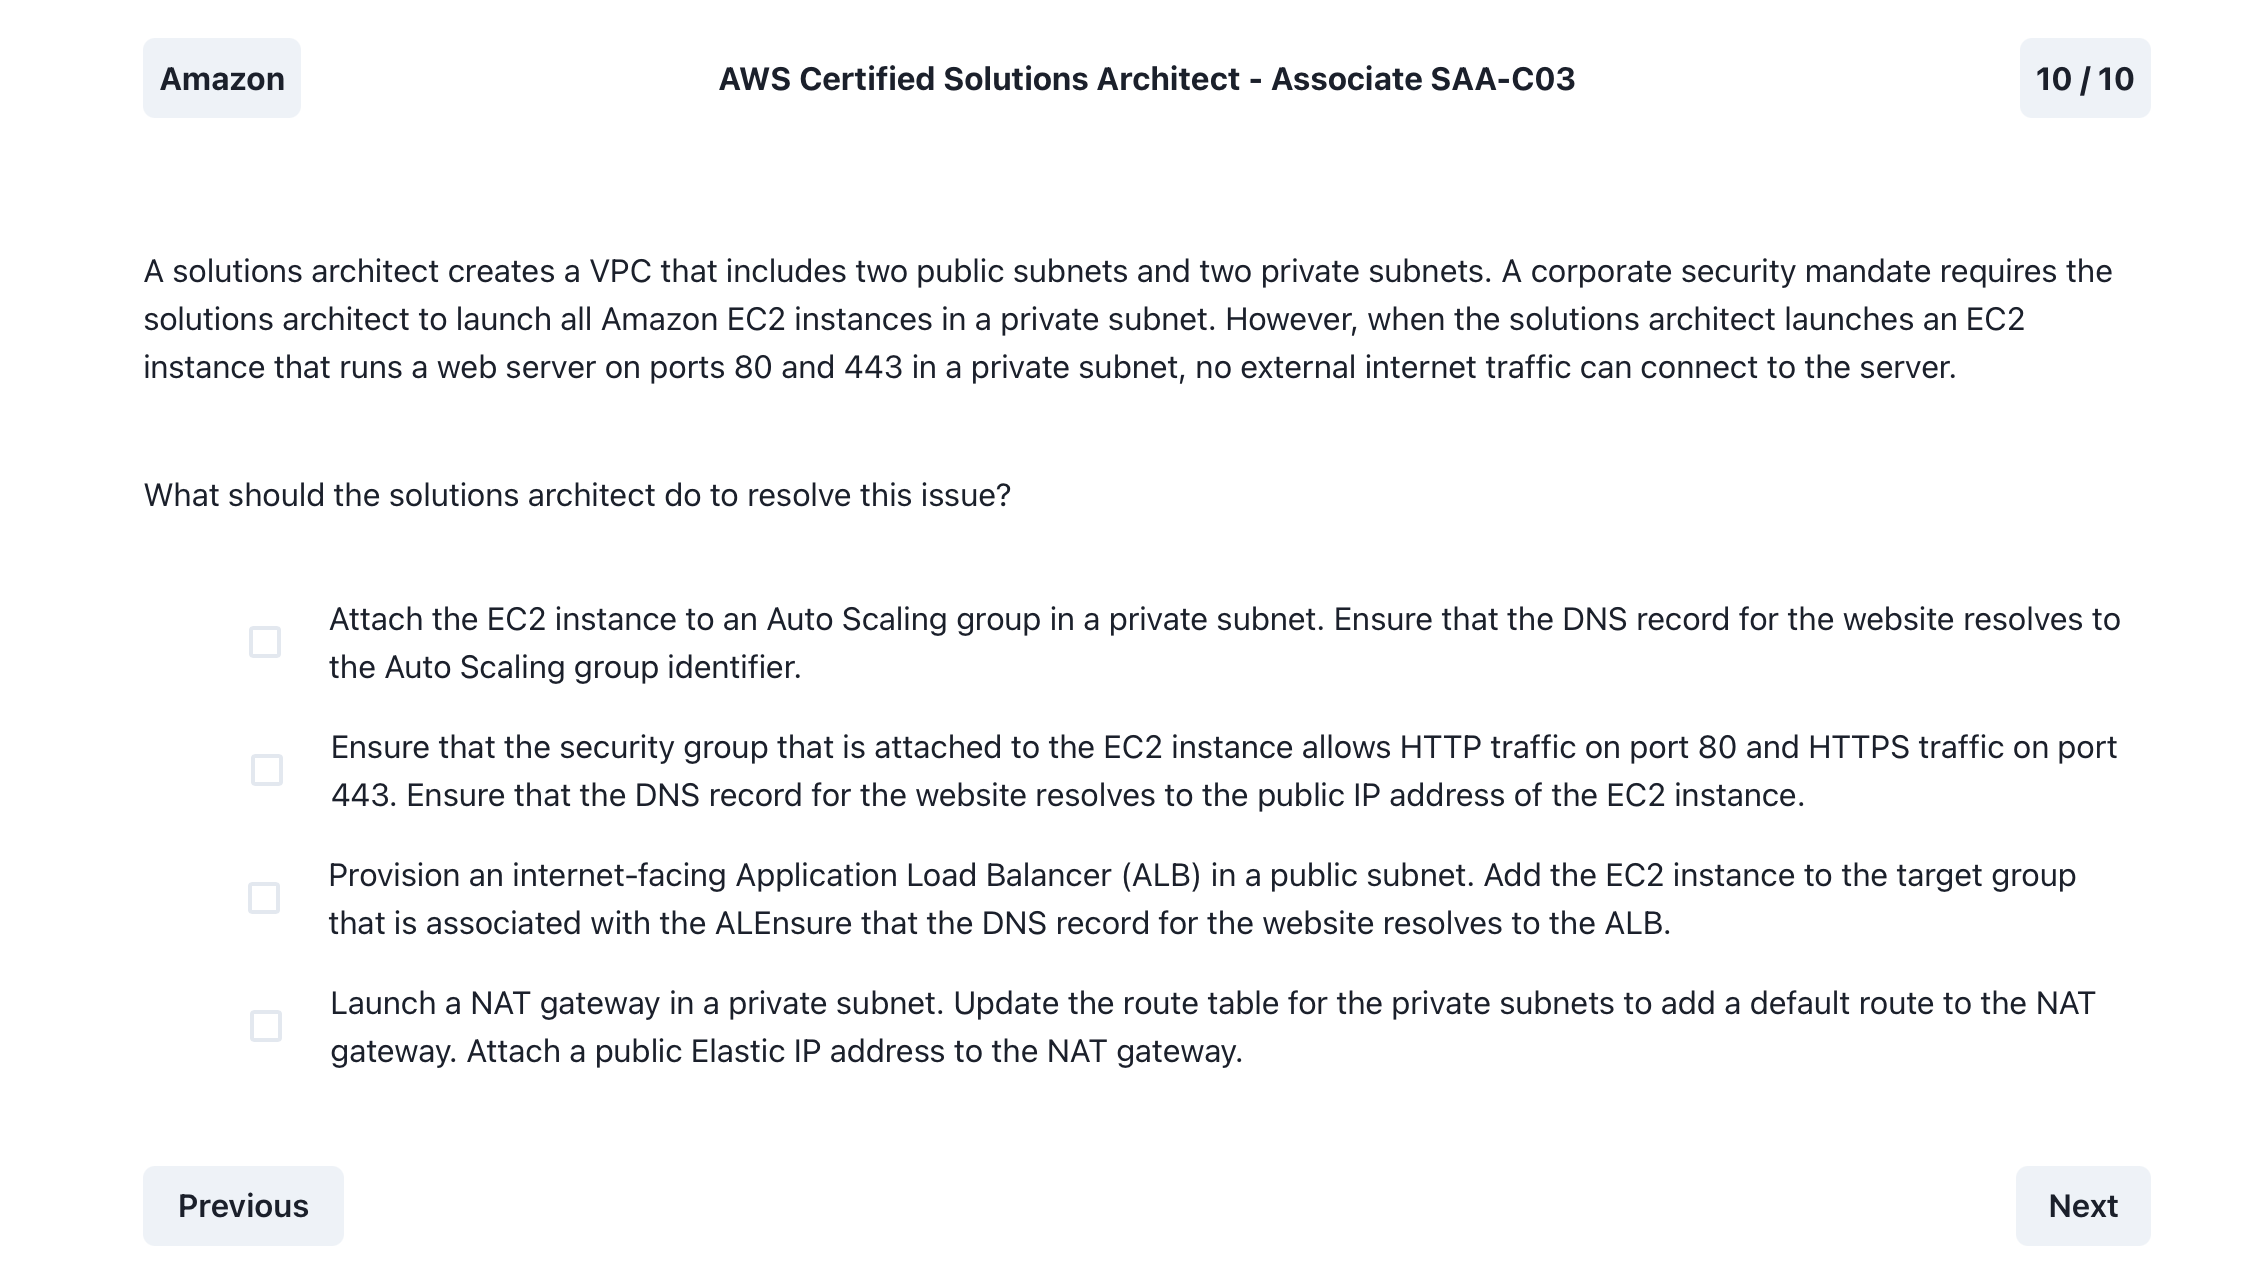 Amazon
AWS Certified Solutions Architect - Associate SAA-C03
10 / 10
A solutions architect creates a VPC that includes two public subnets and two private subnets. A corporate security mandate requires the
solutions architect to launch all Amazon EC2 instances in a private subnet. However, when the solutions architect launches an EC2
instance that runs a web server on ports 80 and 443 in a private subnet, no external internet traffic can connect to the server.
What should the solutions architect do to resolve this issue?
Attach the EC2 instance to an Auto Scaling group in a private subnet. Ensure that the DNS record for the website resolves to
the Auto Scaling group identifier.
Ensure that the security group that is attached to the EC2 instance allows HTTP traffic on port 80 and HTTPS traffic on port
443. Ensure that the DNS record for the website resolves to the public IP address of the EC2 instance.
Provision an internet-facing Application Load Balancer (ALB) in a public subnet. Add the EC2 instance to the target group
that is associated with the ALEnsure that the DNS record for the website resolves to the ALB.
Launch a NAT gateway in a private subnet. Update the route table for the private subnets to add a default route to the NAT
gateway. Attach a public Elastic IP address to the NAT gateway.
Previous
Next